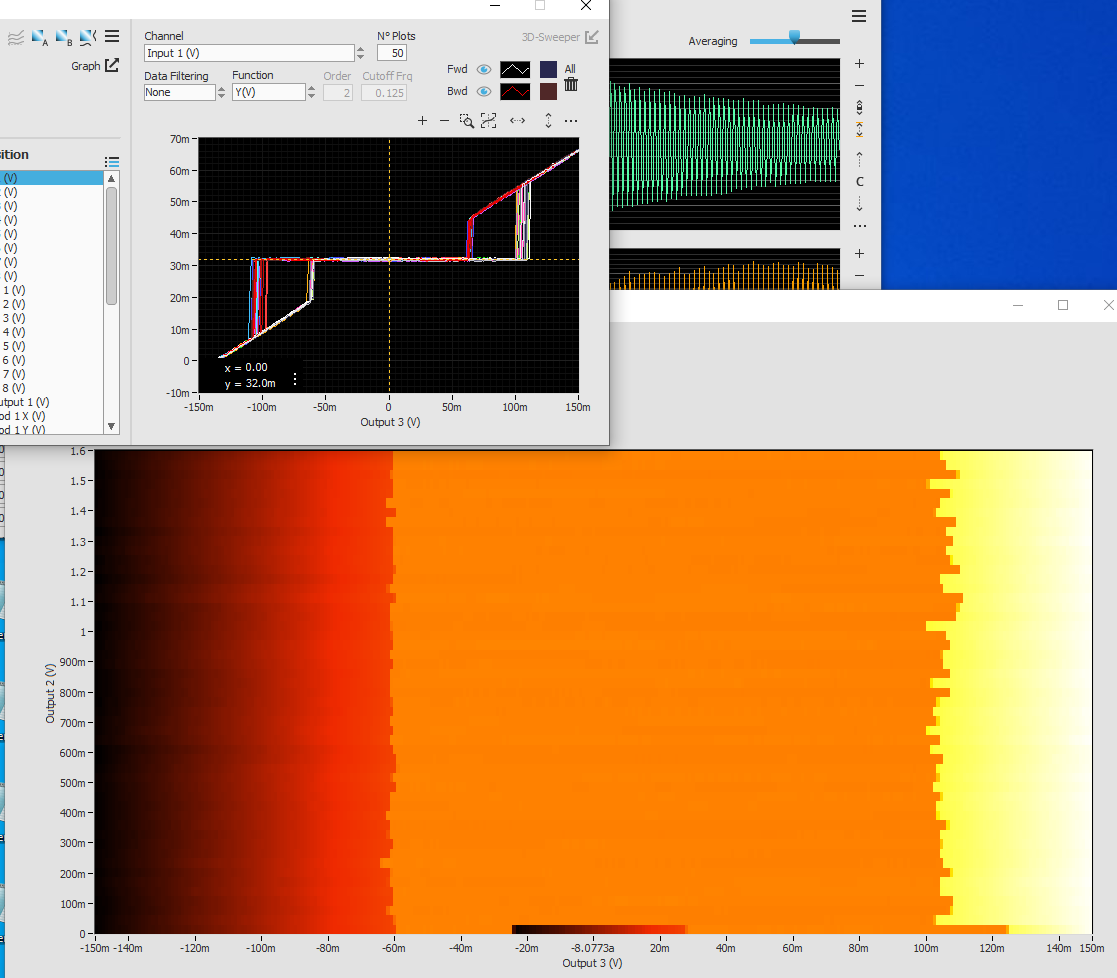 A
B
Graph
Channel
Input 1 (V)
Nº Plots
50
3D-Sweeper
Data Filtering
None
Function
Y(V)
Order
2
Cutoff Frq
0.125
Fwd
All
Bwd
Averaging
C
sition
(V)
(V)
(V)
(V)
(V)
(V)
(V)
(V)
1 (V)
2 (V)
3 (V)
4 (V)
5 (V)
6 (V)
7 (V)
8 (V)
utput 1 (V)
od 1 X (V)
od 1 Y (V)
70m
60m
50m
40m
30m
20m
10m
0
-10m
x = 0.00
y = 32.0m
-150m -100m -50m 0 50m 100m 150m
Output 3 (V)
1.6
1.5
1.4
1.3
1.2
1.1
1
900m
800m
700m
600m
500m
400m
300m
200m
100m
0
Output 2 (V)
-150m -140m -120m -100m -80m -60m -40m -20m -8.0773a 20m 40m 60m 80m 100m 120m 140m 150m
Output 3 (V)